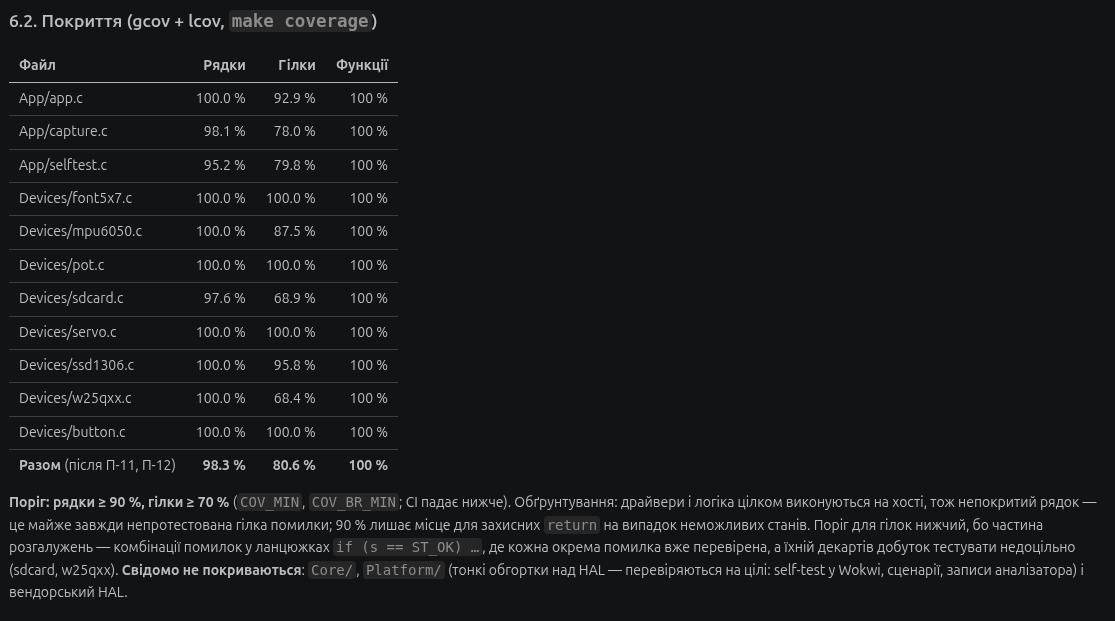 6.2. Покриття (gcov + lcov, make coverage)
Файл Рядки Гілки Функції
App/app.c 100.0 % 92.9 % 100 %
App/capture.c 98.1 % 78.0 % 100 %
App/selftest.c 95.2 % 79.8 % 100 %
Devices/font5x7.c 100.0 % 100.0 % 100 %
Devices/mpu6050.c 100.0 % 87.5 % 100 %
Devices/pot.c 100.0 % 100.0 % 100 %
Devices/sdcard.c 97.6 % 68.9 % 100 %
Devices/servo.c 100.0 % 100.0 % 100 %
Devices/ssd1306.c 100.0 % 95.8 % 100 %
Devices/w25qxx.c 100.0 % 68.4 % 100 %
Devices/button.c 100.0 % 100.0 % 100 %
Разом (після П-11, П-12) 98.3 % 80.6 % 100 %
Поріг: рядки ≥ 90 %, гілки ≥ 70 % (COV_MIN, COV_BR_MIN; CI падає нижче). Обґрунтування: драйвери і логіка цілком виконуються на хості, тож непокритий рядок —
це майже завжди непротестована гілка помилки; 90 % лишає місце для захисних return на випадок неможливих станів. Поріг для гілок нижчий, бо частина
розгалужень — комбінації помилок у ланцюжках if (s == ST_OK) …, де кожна окрема помилка вже перевірена, а їхній декартів добуток тестувати недоцільно
(sdcard, w25qxx). Свідомо не покриваються: Core/, Platform/ (тонкі обгортки над HAL — перевіряються на цілі: self-test у Wokwi, сценарії, записи аналізатора) і
вендорський HAL.